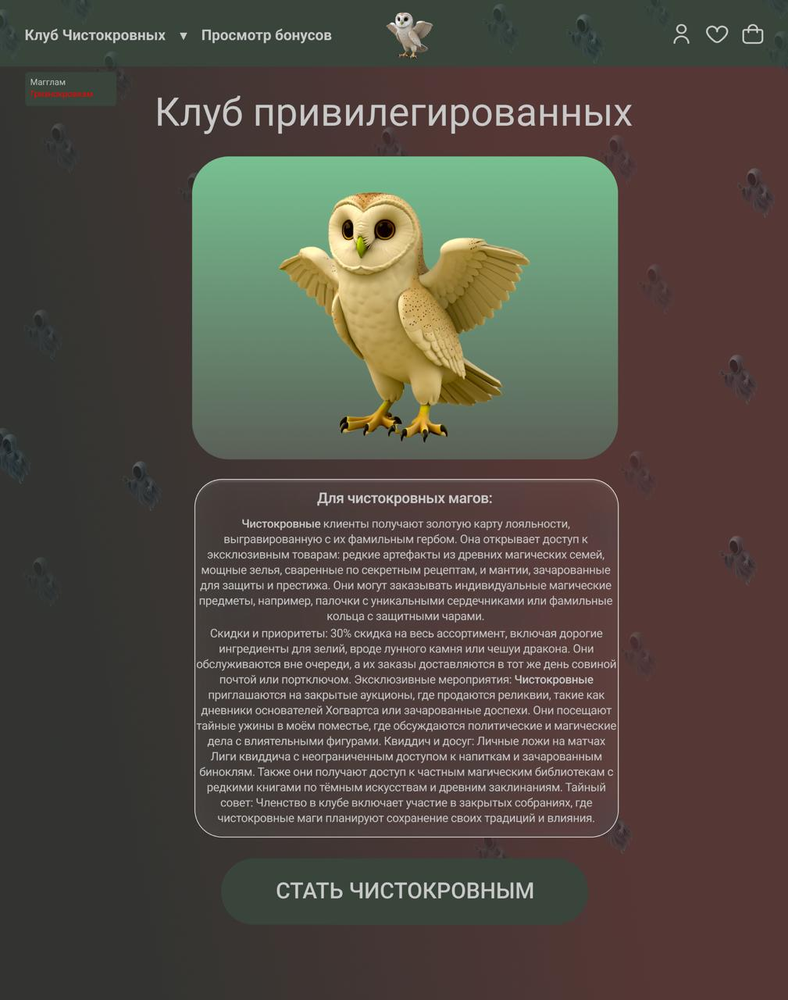 Клуб Чистокровных ▼ Просмотр бонусов
Магглам
Грязнокровкам
Клуб привилегированных
Для чистокровных магов:
Чистокровные клиенты получают золотую карту лояльности,
выгравированную с их фамильным гербом. Она открывает доступ к
эксклюзивным товарам: редкие артефакты из древних магических семей,
мощные зелья, сваренные по секретным рецептам, и мантии, зачарованные
для защиты и престижа. Они могут заказывать индивидуальные магические
предметы, например, палочки с уникальными сердечниками или фамильные
кольца с защитными чарами.
Скидки и приоритеты: 30% скидка на весь ассортимент, включая дорогие
ингредиенты для зелий, вроде лунного камня или чешуи дракона. Они
обслуживаются вне очереди, а их заказы доставляются в тот же день совиной
почтой или портключом. Эксклюзивные мероприятия: Чистокровные
приглашаются на закрытые аукционы, где продаются реликвии, такие как
дневники основателей Хогвартса или зачарованные доспехи. Они посещают
тайные ужины в моём поместье, где обсуждаются политические и магические
дела с влиятельными фигурами. Квиддич и досуг: Личные ложи на матчах
Лиги квиддича с неограниченным доступом к напиткам и зачарованным
биноклям. Также они получают доступ к частным магическим библиотекам с
редкими книгами по тёмным искусствам и древним заклинаниям. Тайный
совет: Членство в клубе включает участие в закрытых собраниях, где
чистокровные маги планируют сохранение своих традиций и влияния.
СТАТЬ ЧИСТОКРОВНЫМ